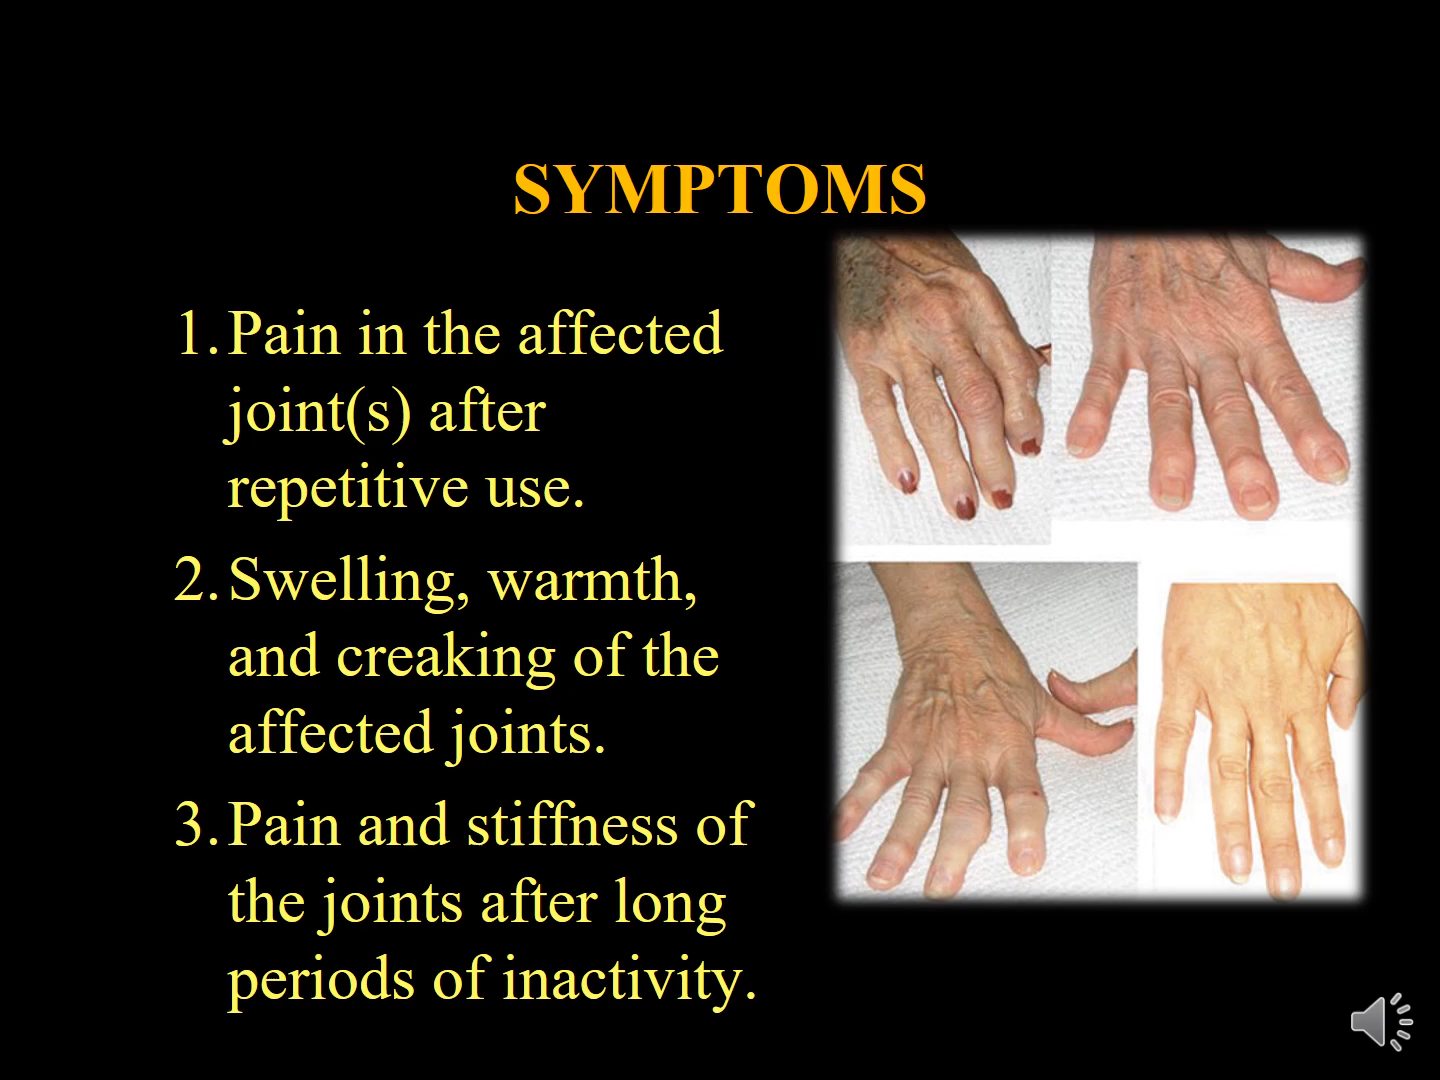 SYMPTOMS
1. Pain in the affected
joint(s) after
repetitive use.
2. Swelling, warmth,
and creaking of the
affected joints.
3. Pain and stiffness of
the joints after long
periods of inactivity.